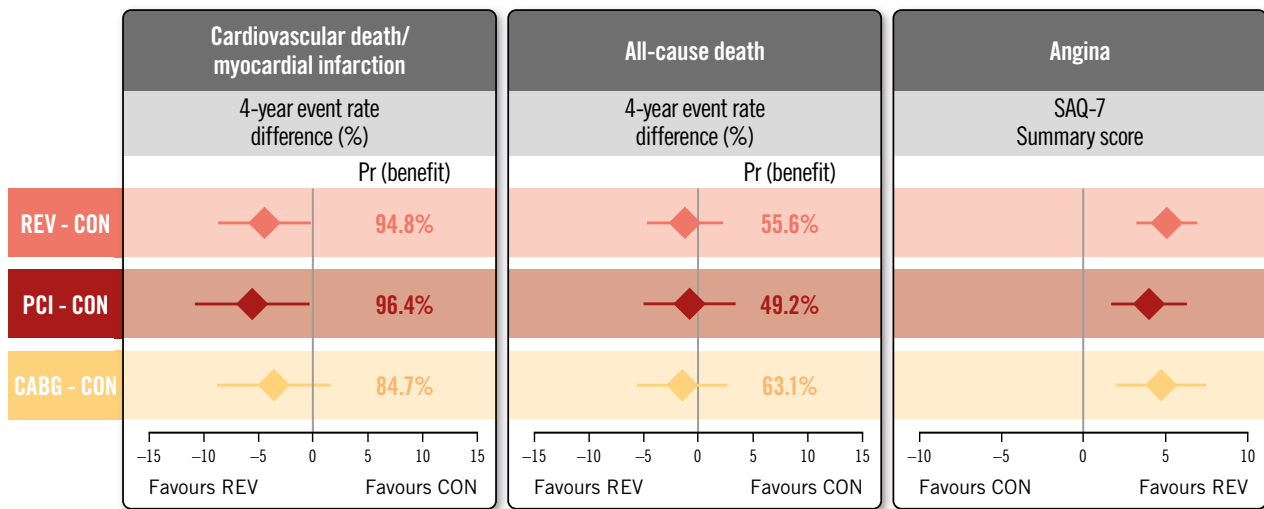 Cardiovascular death/
myocardial infarction
4-year event rate
difference (%)
Pr (benefit)
All-cause death
4-year event rate
difference (%)
Pr (benefit)
Angina
SAQ-7
Summary score
REV - CON
94.8%
55.6%
PCI - CON
96.4%
49.2%
CABG - CON
84.7%
63.1%
–15 –10 –5 0 5 10 15
Favours REV Favours CON
–15 –10 –5 0 5 10 15
Favours REV Favours CON
–10 –5 0 5 10
Favours CON Favours REV